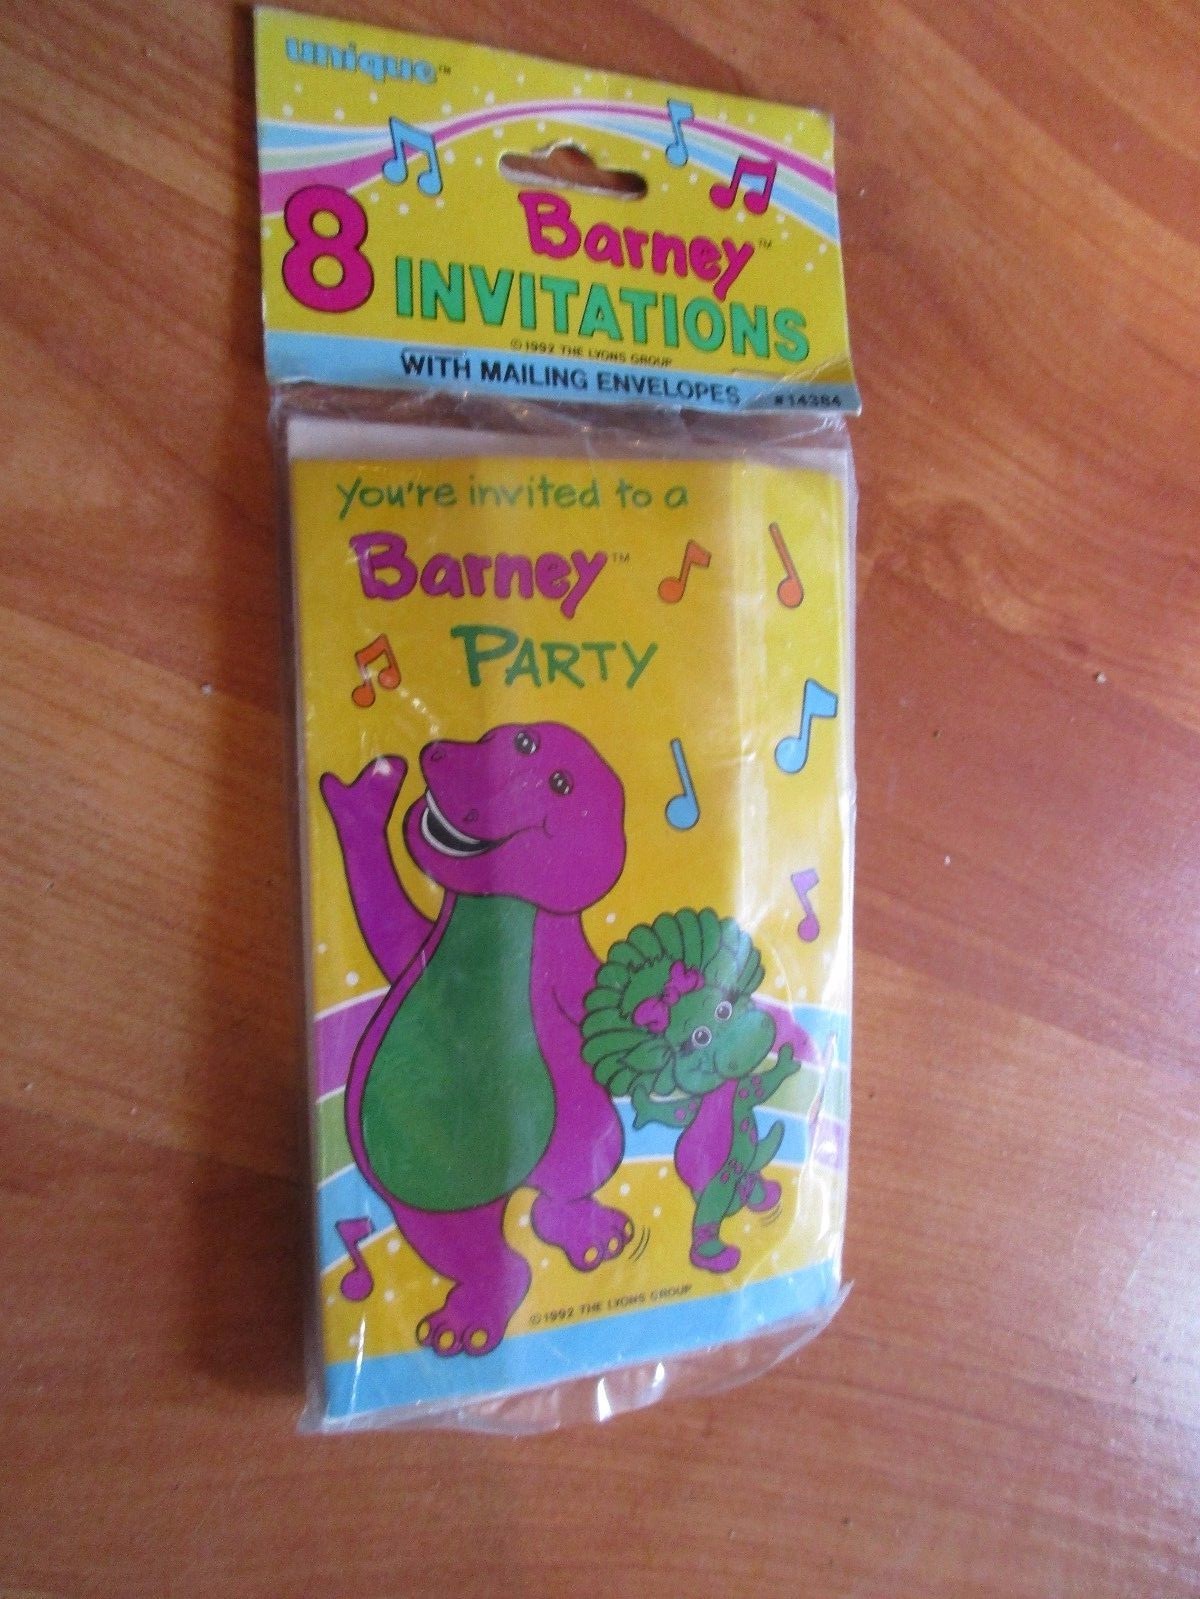 unique™
8
Barney™
INVITATIONS
©1992 THE LYONS GROUP
WITH MAILING ENVELOPES #14384
You're invited to a
Barney™
PARTY
©1992 THE LYONS GROUP